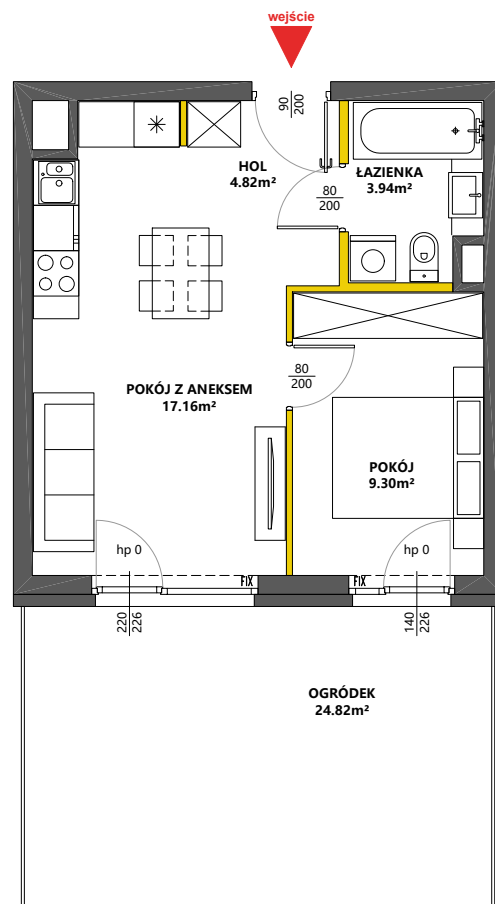 wejście
90
200
HOL
4.82m²
ŁAZIENKA
3.94m²
80
200
80
200
POKÓJ Z ANEKSEM
17.16m²
POKÓJ
9.30m²
hp 0
hp 0
FIX
FIX
220
226
140
226
OGRÓDEK
24.82m²